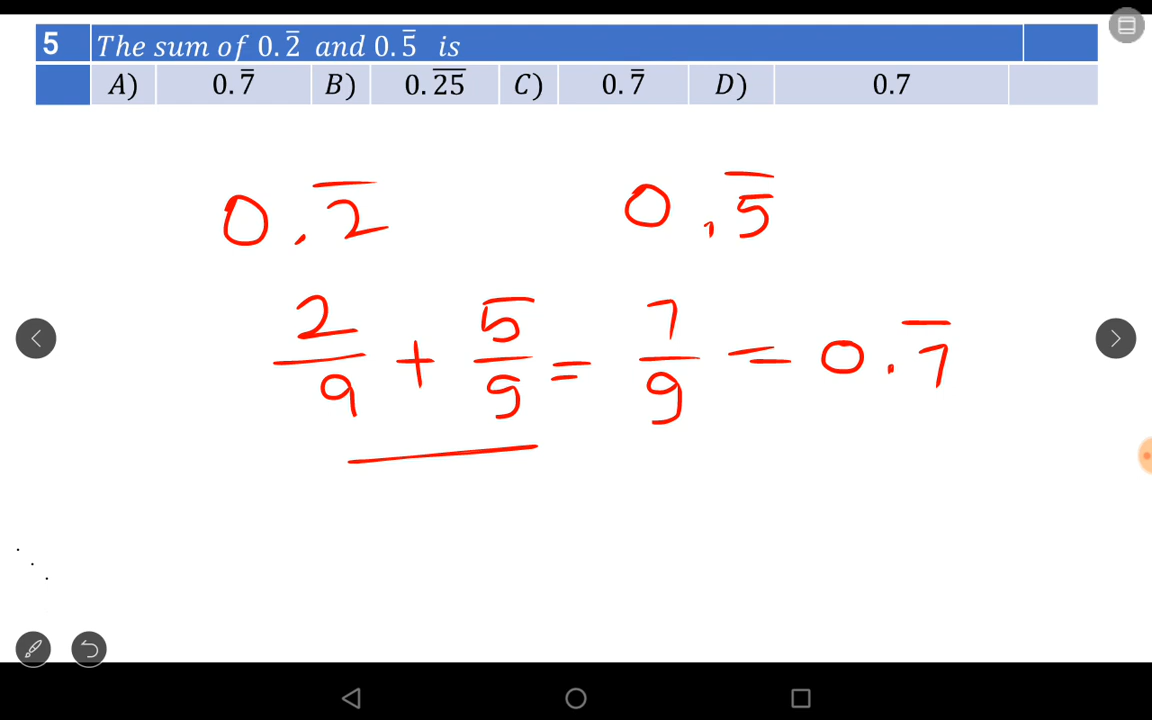 5 The sum of 0.2̅ and 0.5̅ is
A) 0.7̅ B) 0.2̅5̅ C) 0.7̅ D) 0.7
0.2̅ 0.5̅
2/9 + 5/9 = 7/9 = 0.7̅